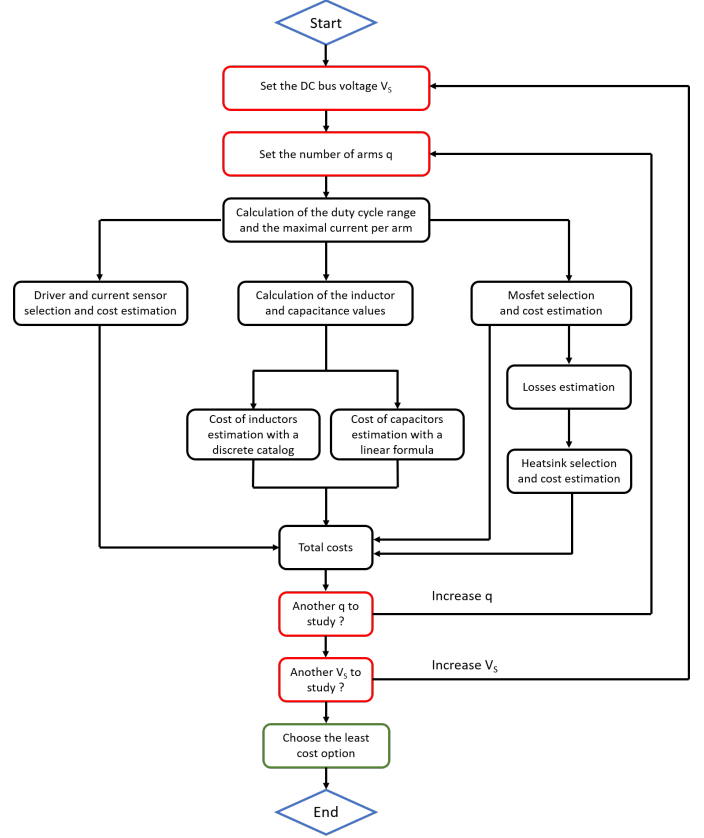 Start
Set the DC bus voltage Vₛ
Set the number of arms q
Calculation of the duty cycle range
and the maximal current per arm
Driver and current sensor
selection and cost estimation
Calculation of the inductor
and capacitance values
Mosfet selection
and cost estimation
Losses estimation
Cost of inductors
estimation with a
discrete catalog
Cost of capacitors
estimation with a
linear formula
Heatsink selection
and cost estimation
Total costs
Another q to
study ?
Increase q
Another Vₛ to
study ?
Increase Vₛ
Choose the least
cost option
End